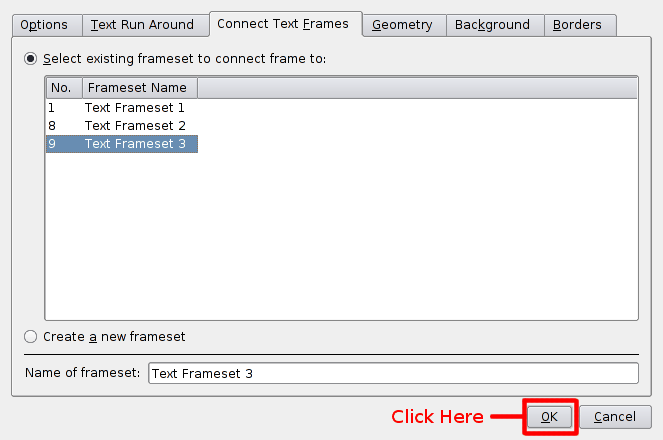 Options Text Run Around Connect Text Frames Geometry Background Borders
Select existing frameset to connect frame to:
No. Frameset Name
1 Text Frameset 1
8 Text Frameset 2
9 Text Frameset 3
Create a new frameset
Name of frameset: Text Frameset 3
Click Here OK Cancel